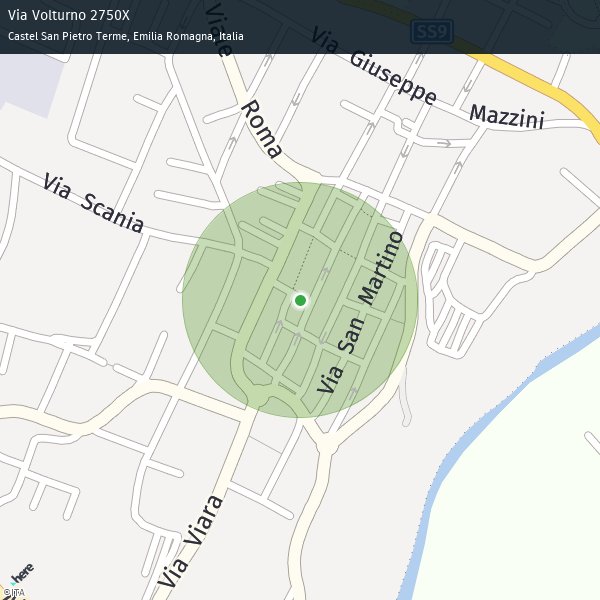 Via Volturno 2750X
Castel San Pietro Terme, Emilia Romagna, Italia
SS9
Viale Roma
Via Giuseppe Mazzini
Via Scania
Via San Martino
Via Viara
here